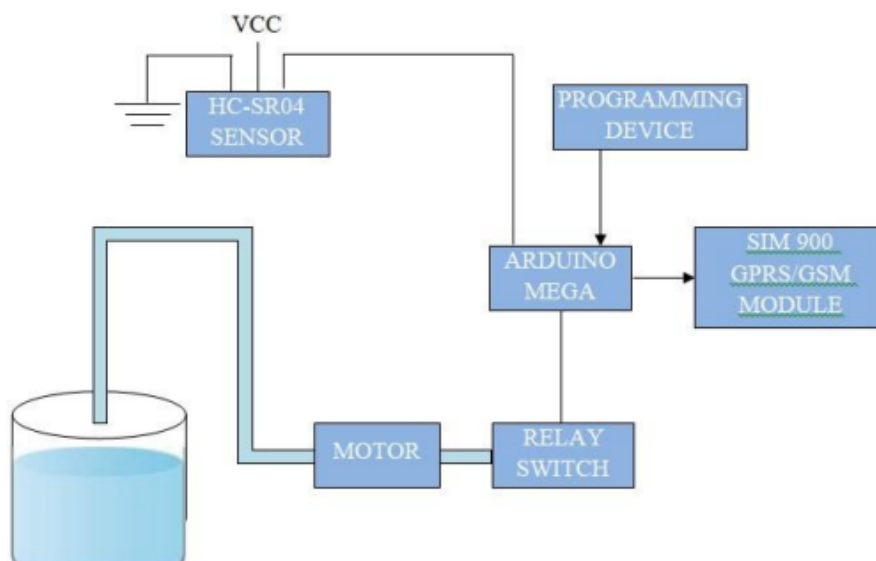 VCC
HC-SR04
SENSOR
PROGRAMMING
DEVICE
ARDUINO
MEGA
SIM 900
GPRS/GSM
MODULE
MOTOR
RELAY
SWITCH